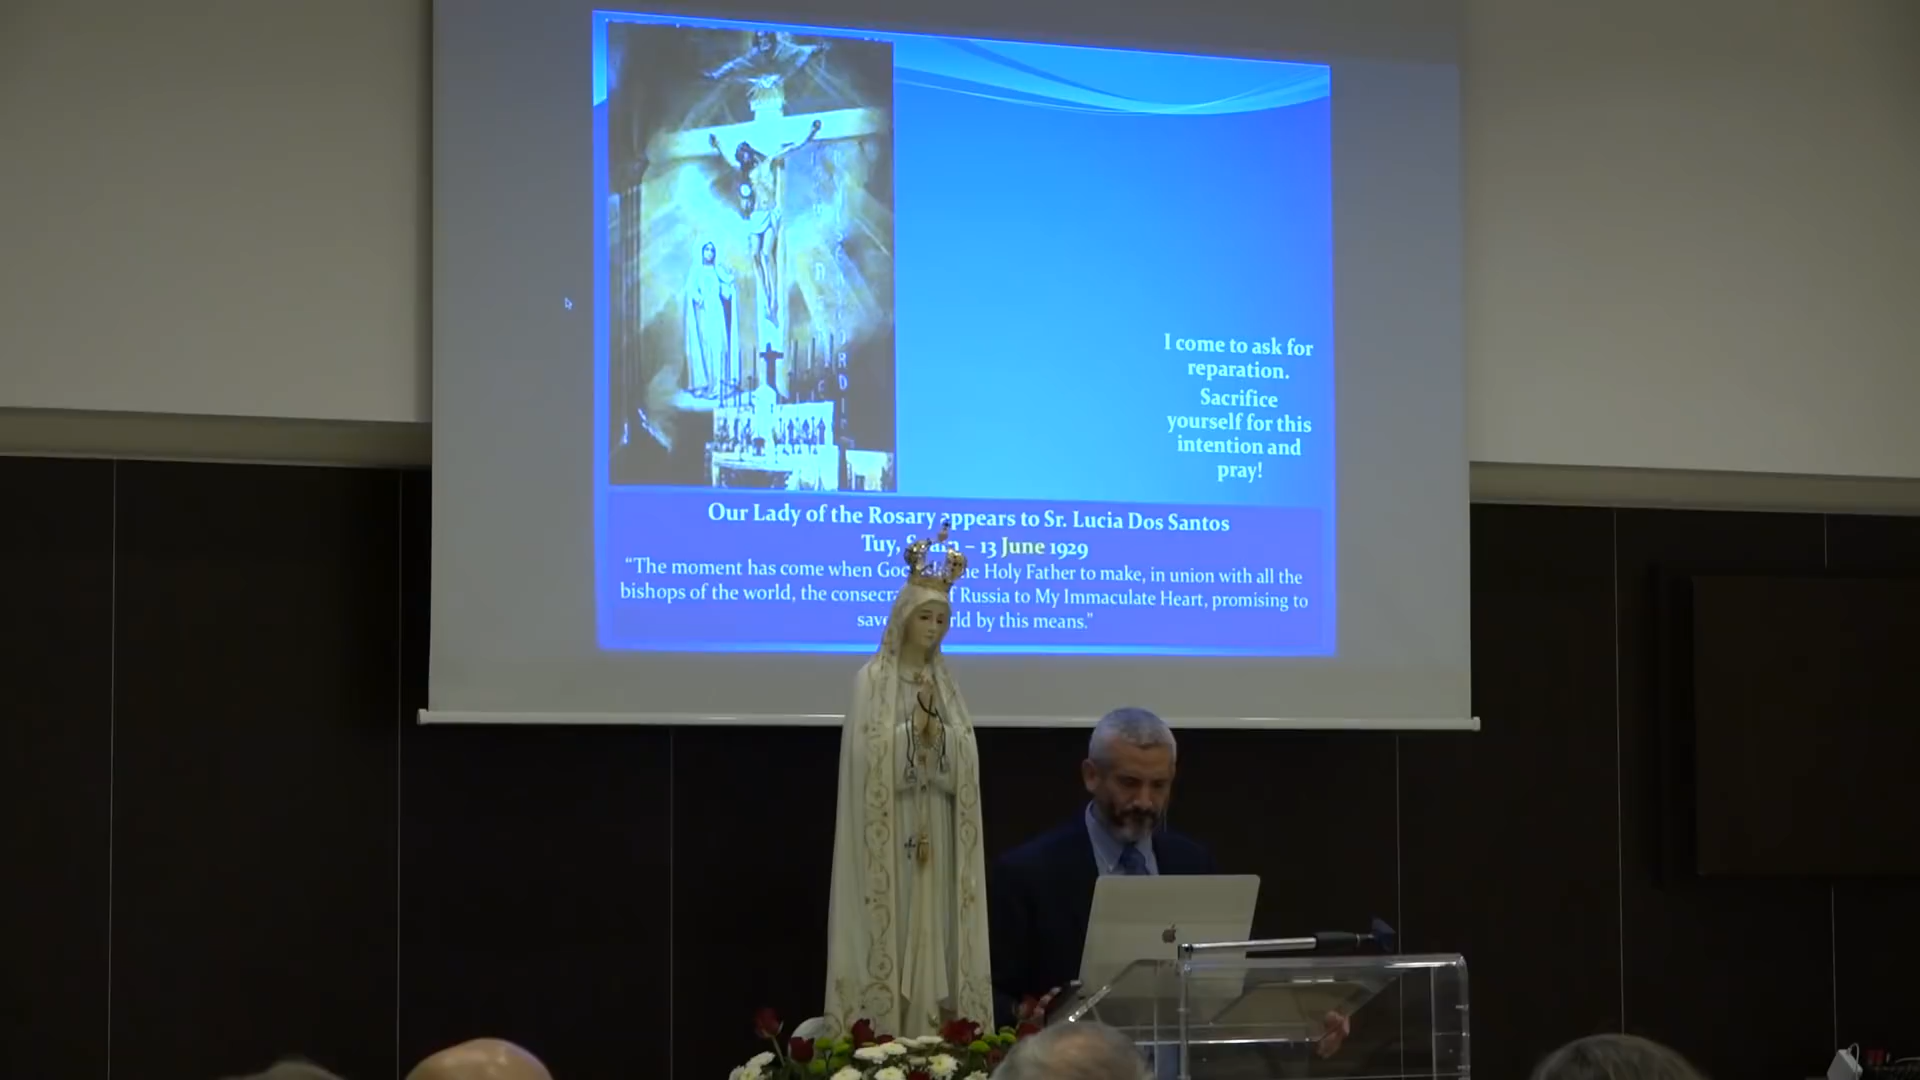 I come to ask for
reparation.
Sacrifice
yourself for this
intention and
pray!
Our Lady of the Rosary appears to Sr. Lucia Dos Santos
Tuy, Spain – 13 June 1929
“The moment has come when God the Holy Father to make, in union with all the
bishops of the world, the of Russia to My Immaculate Heart, promising to
by this means.”